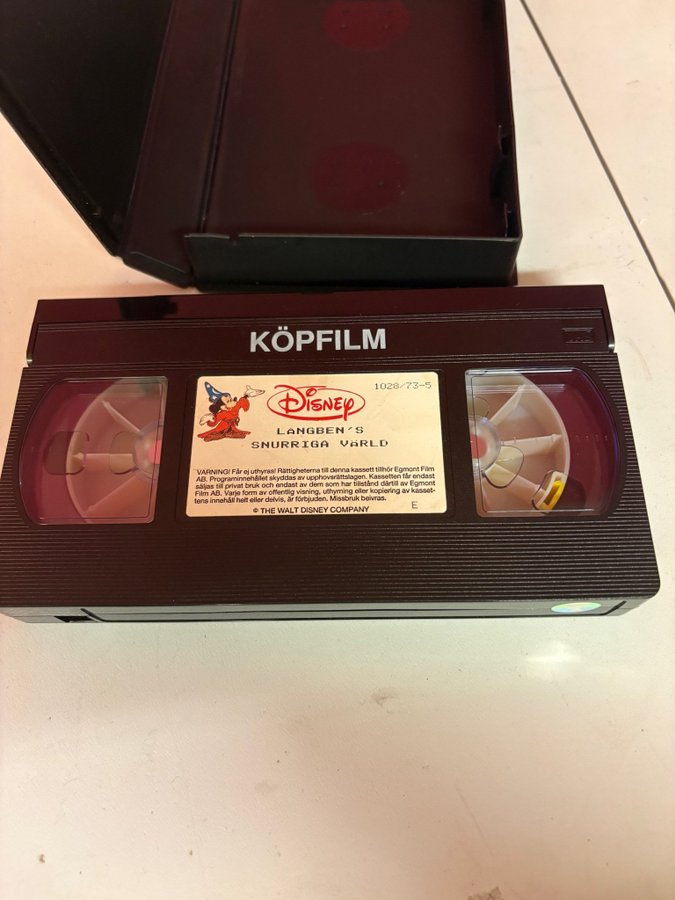 KÖPFILM
1028/73-5
DISNEY
LANGBEN´S
SNURRIGA VäRLD
VARNING! Får ej uthyras! Rättigheterna till denna kassett tillhör Egmont Film
AB. Programinnehållet skyddas av upphovsrättslagen. Kassetten får endast
säljas till privat bruk och endast av dem som har tillstånd därtill av Egmont
Film AB. Varje form av offentlig visning, uthyrning eller kopiering av kasset-
tens innehåll helt eller delvis, är förbjuden. Missbruk beivras.
© THE WALT DISNEY COMPANY
E